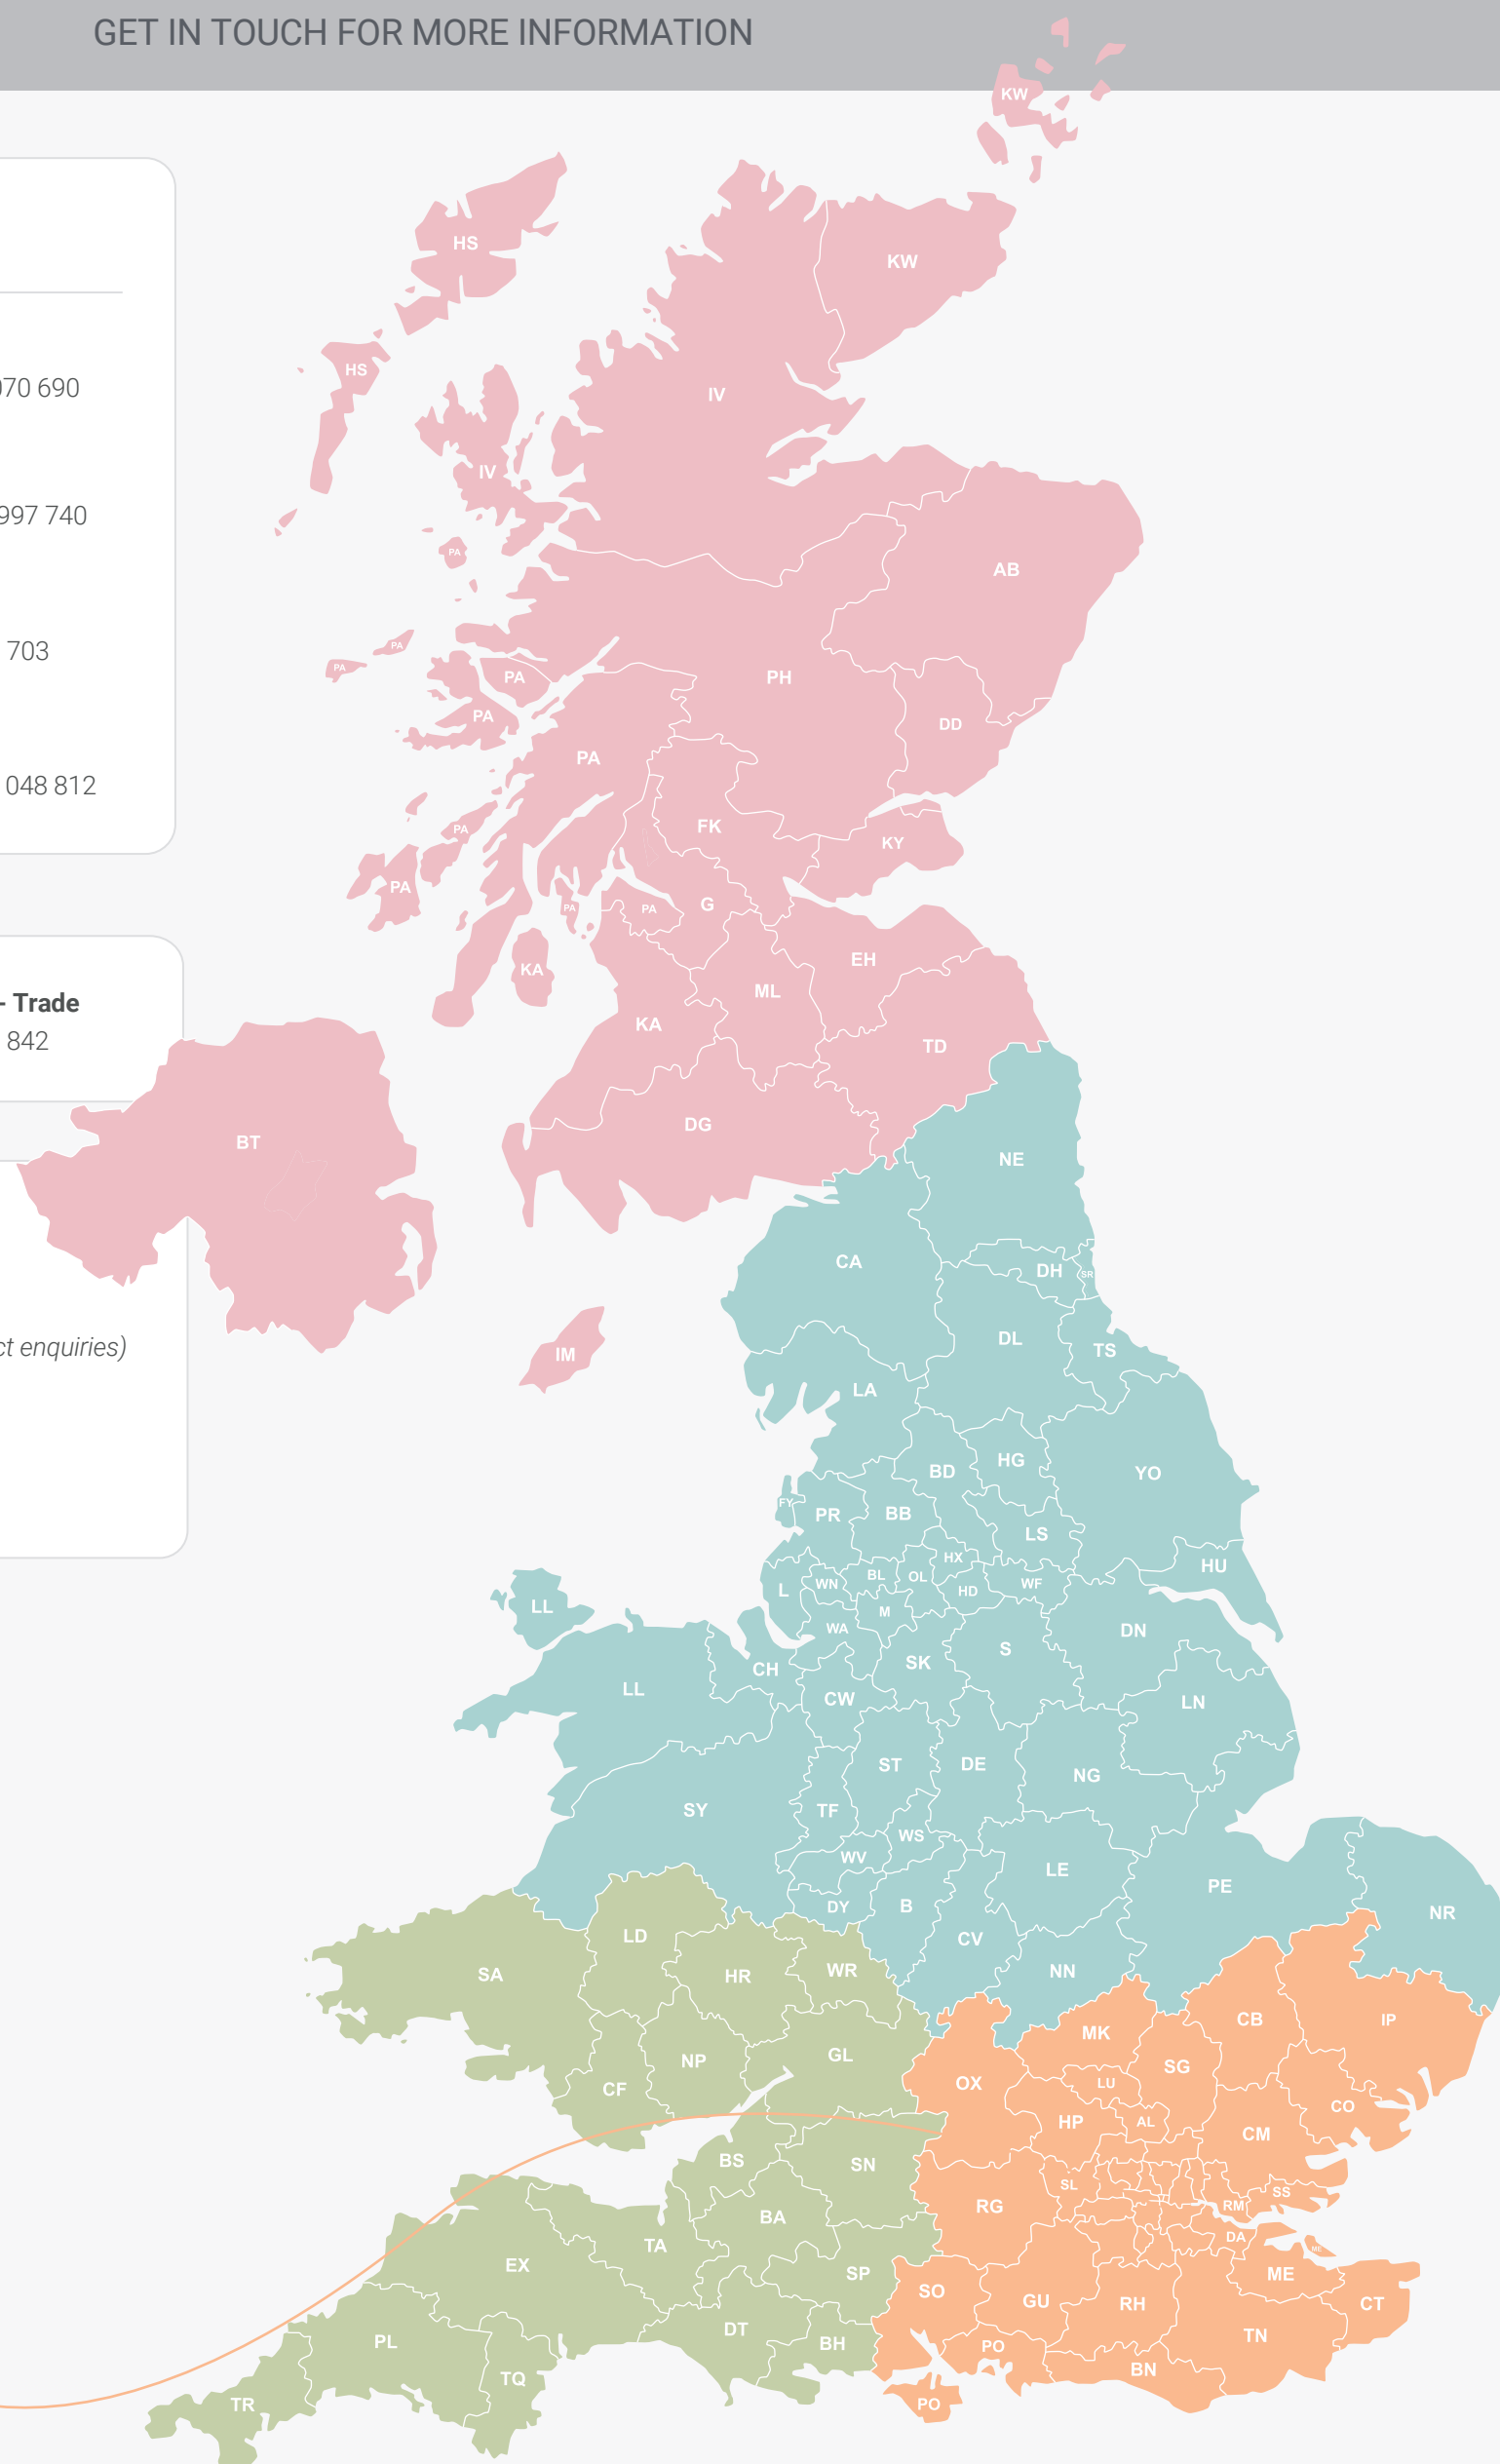 GET IN TOUCH FOR MORE INFORMATION
KW
HS
KW
HS
070 690
IV
IV
997 740
PA
AB
PA
703
PA
PA
PH
PA
DD
PA
048 812
FK
PA
KY
PA
G
PA
PA
EH
KA
ML
- Trade
KA
842
TD
DG
BT
NE
CA
DH
SR
DL
ct enquiries)
TS
IM
LA
HG
BD
YO
FY
BB
PR
LS
HX
HU
BL
OL
WN
WF
L
HD
LL
M
WA
DN
S
SK
CH
LL
CW
LN
ST
DE
NG
SY
TF
WS
WV
LE
PE
B
DY
NR
LD
CV
WR
NN
SA
HR
CB
IP
MK
GL
NP
SG
OX
LU
CF
CO
HP
AL
CM
BS
SN
SL
SS
RG
RM
BA
DA
TA
ME
EX
SP
ME
SO
GU
RH
CT
DT
TN
PL
BH
PO
BN
TQ
TR
PO